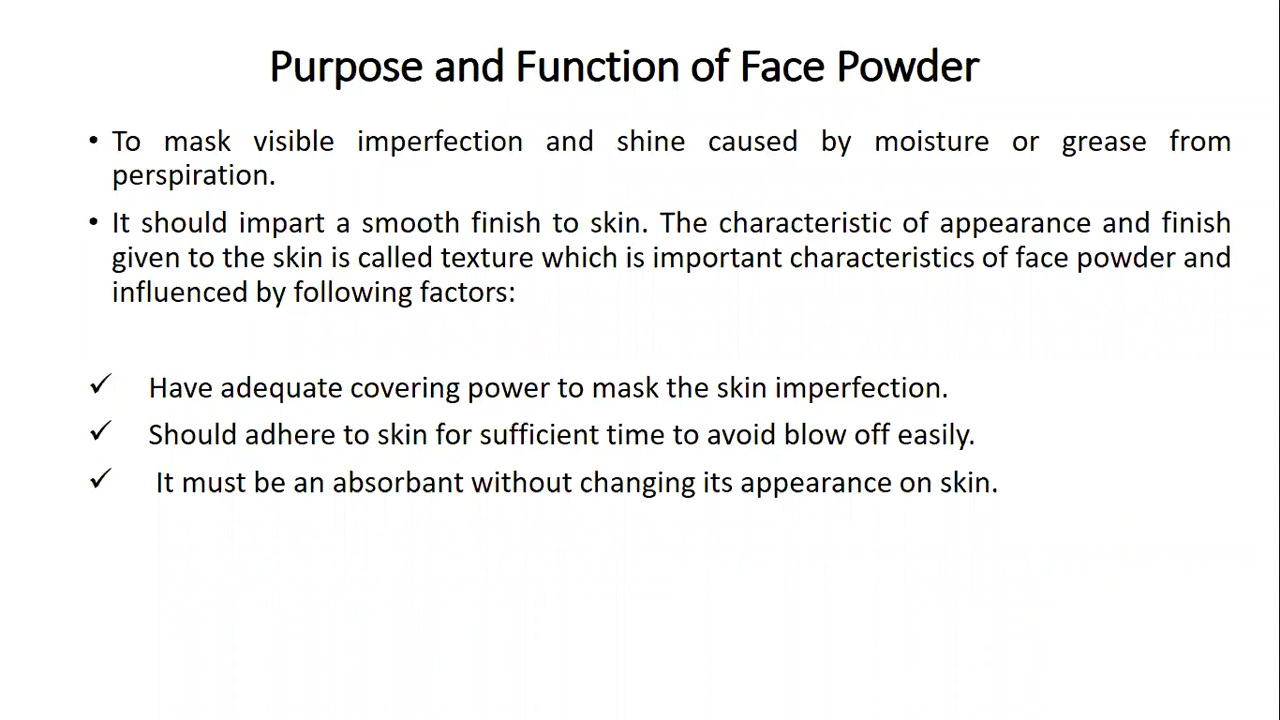 Purpose and Function of Face Powder
• To mask visible imperfection and shine caused by moisture or grease from
perspiration.
• It should impart a smooth finish to skin. The characteristic of appearance and finish
given to the skin is called texture which is important characteristics of face powder and
influenced by following factors:
✓ Have adequate covering power to mask the skin imperfection.
✓ Should adhere to skin for sufficient time to avoid blow off easily.
✓ It must be an absorbant without changing its appearance on skin.